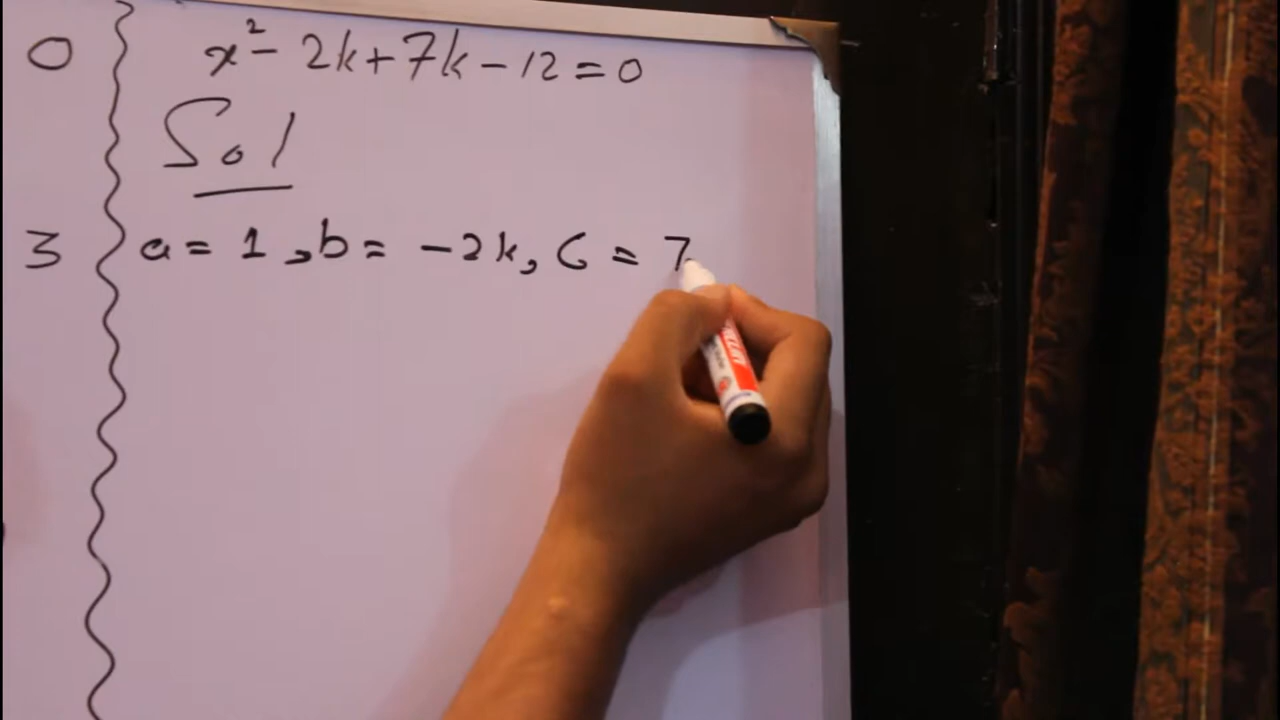 0
x² - 2k + 7k - 12 = 0
Sol
3
a = 1, b = -2k, c = 7